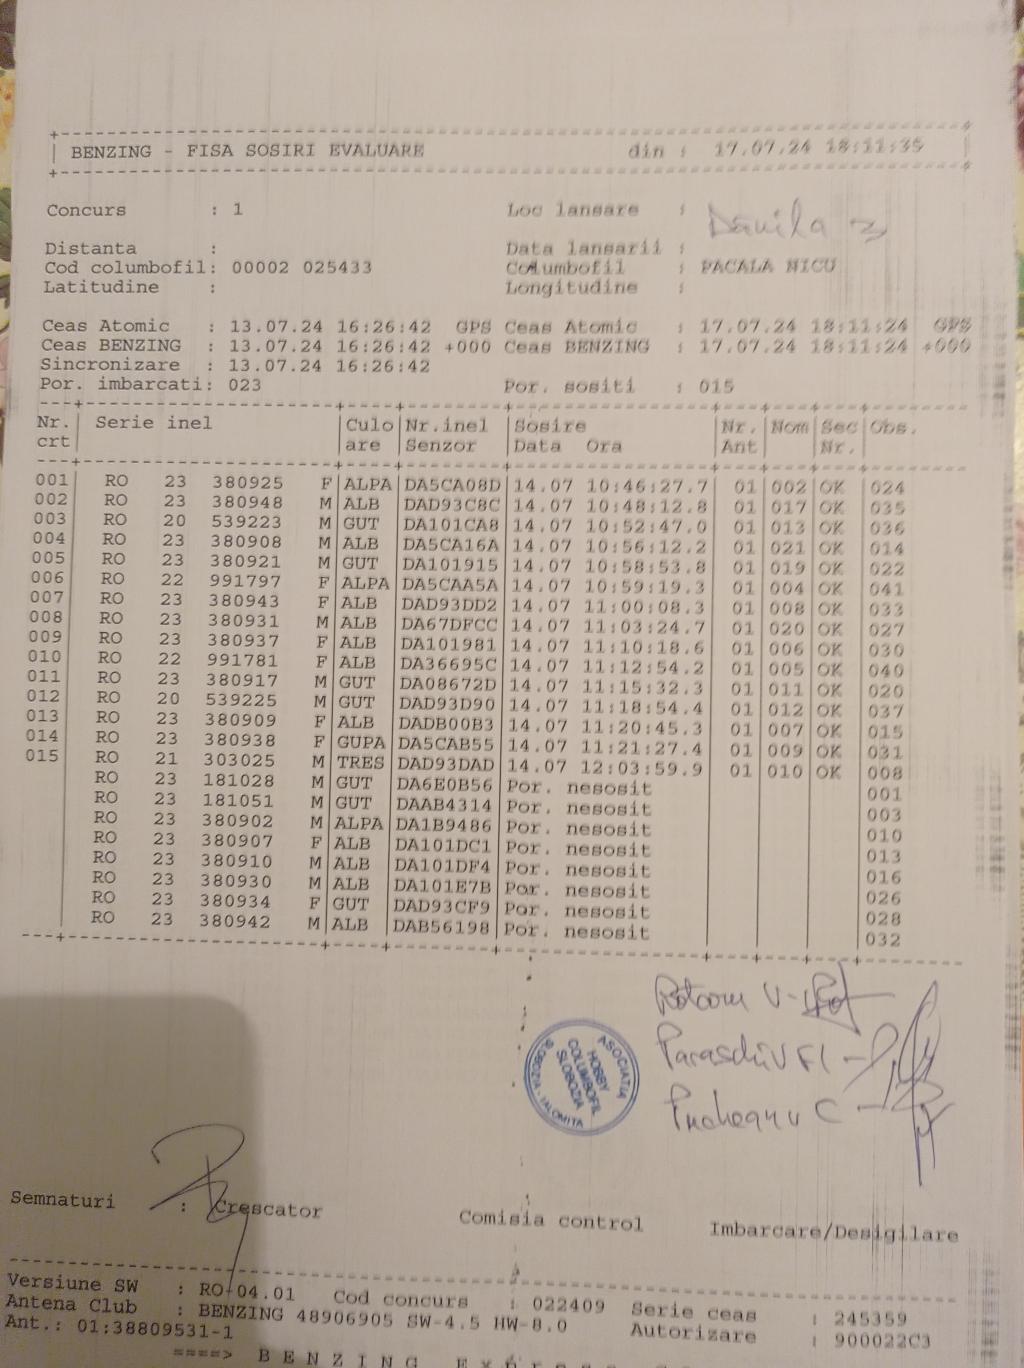 BENZING - FISA SOSIRI EVALUARE din : 17.07.24 18:11:35
Concurs : 1 Loc lansare : Danila
Distanta : Data lansarii :
Cod columbofil: 00002 025433 Columbofil : PACALA NICU
Latitudine : Longitudine :
Ceas Atomic : 13.07.24 16:26:42 GPS Ceas Atomic : 17.07.24 18:11:24 GPS
Ceas BENZING : 13.07.24 16:26:42 +000 Ceas BENZING : 17.07.24 18:11:24 +000
Sincronizare : 13.07.24 16:26:42
Por. imbarcati: 023 Por. sositi : 015
Nr. Serie inel Culo Nr.inel Sosire Nr. Nom Sec Obs.
crt are Senzor Data Ora Ant Nr.
001 RO 23 380925 F ALPA DA5CA08D 14.07 10:46:27.7 01 002 OK 024
002 RO 23 380948 M ALB DAD93C8C 14.07 10:48:12.8 01 017 OK 035
003 RO 20 539223 M GUT DA101CA8 14.07 10:52:47.0 01 013 OK 036
004 RO 23 380908 M ALB DA5CA16A 14.07 10:56:12.2 01 021 OK 014
005 RO 23 380921 M GUT DA101915 14.07 10:58:53.8 01 019 OK 022
006 RO 22 991797 F ALPA DA5CAA5A 14.07 10:59:19.3 01 004 OK 041
007 RO 23 380943 F ALB DAD93DD2 14.07 11:00:08.3 01 008 OK 033
008 RO 23 380931 M ALB DA67DFCC 14.07 11:03:24.7 01 020 OK 027
009 RO 23 380937 F ALB DA101981 14.07 11:10:18.6 01 006 OK 030
010 RO 22 991781 F ALB DA36695C 14.07 11:12:54.2 01 005 OK 040
011 RO 23 380917 M GUT DA08672D 14.07 11:15:32.3 01 011 OK 020
012 RO 20 539225 M GUT DAD93D90 14.07 11:18:54.4 01 012 OK 037
013 RO 23 380909 F ALB DADB00B3 14.07 11:20:45.3 01 007 OK 015
014 RO 23 380938 F GUPA DA5CAB55 14.07 11:21:27.4 01 009 OK 031
015 RO 21 303025 M TRES DAD93DAD 14.07 12:03:59.9 01 010 OK 008
RO 23 181028 M GUT DA6E0B56 Por. nesosit 001
RO 23 181051 M GUT DAAB4314 Por. nesosit 003
RO 23 380902 M ALPA DA1B9486 Por. nesosit 010
RO 23 380907 F ALB DA101DC1 Por. nesosit 013
RO 23 380910 M ALB DA101DF4 Por. nesosit 016
RO 23 380930 M ALB DA101E7B Por. nesosit 026
RO 23 380934 F GUT DAD93CF9 Por. nesosit 028
RO 23 380942 M ALB DAB56198 Por. nesosit 032
ASOCIATIA
HOBBY
COLUMBOFIL
SLOBOZIA
SLOBOZIA - IALOMITA
Paraschiv Fl -
Semnaturi : Crescator Comisia control Imbarcare/Desigilare
Versiune SW : RO-04.01 Cod concurs : 022409 Serie ceas : 245359
Antena Club : BENZING 48906905 SW-4.5 HW-8.0 Autorizare : 900022C3
Ant.: 01:38809531-1
====> B E N Z I N G